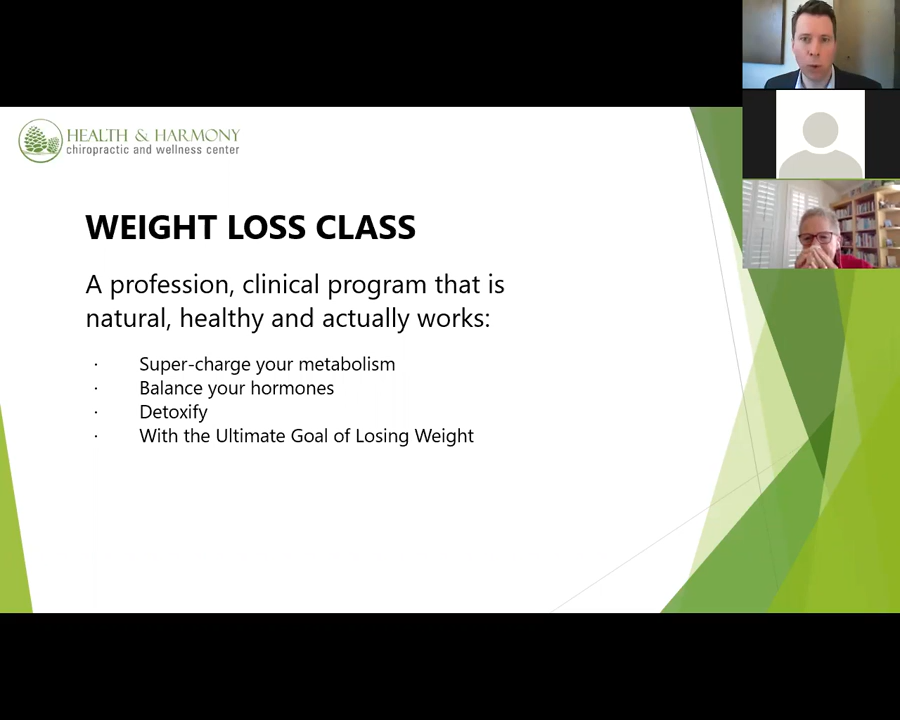 HEALTH & HARMONY
chiropractic and wellness center
WEIGHT LOSS CLASS
A profession, clinical program that is
natural, healthy and actually works:
· Super-charge your metabolism
· Balance your hormones
· Detoxify
· With the Ultimate Goal of Losing Weight